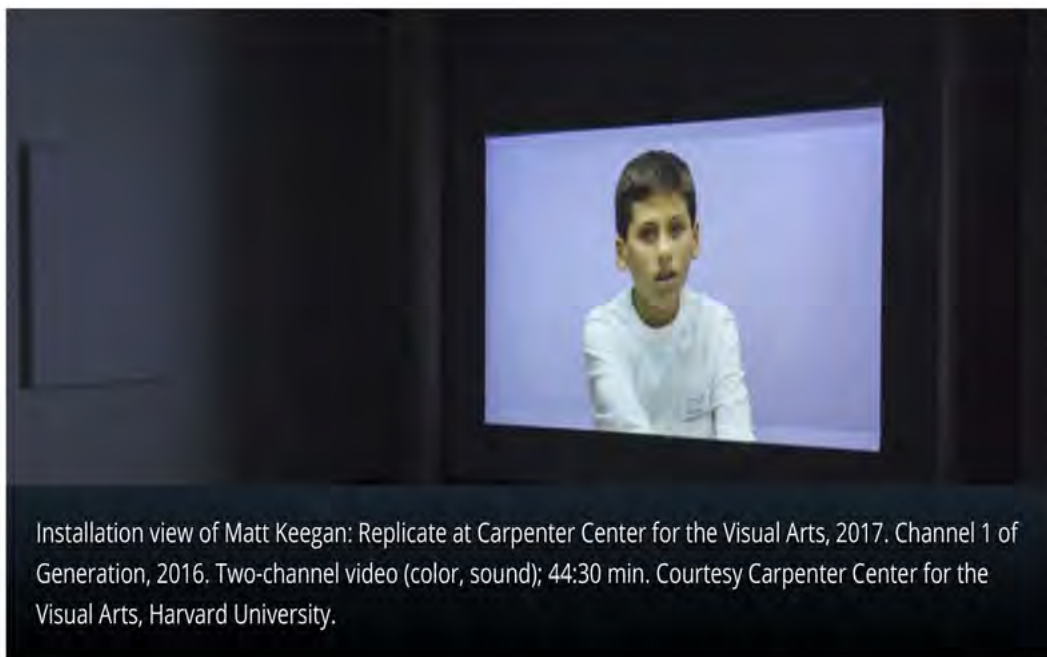 Installation view of Matt Keegan: Replicate at Carpenter Center for the Visual Arts, 2017. Channel 1 of
Generation, 2016. Two-channel video (color, sound); 44:30 min. Courtesy Carpenter Center for the
Visual Arts, Harvard University.